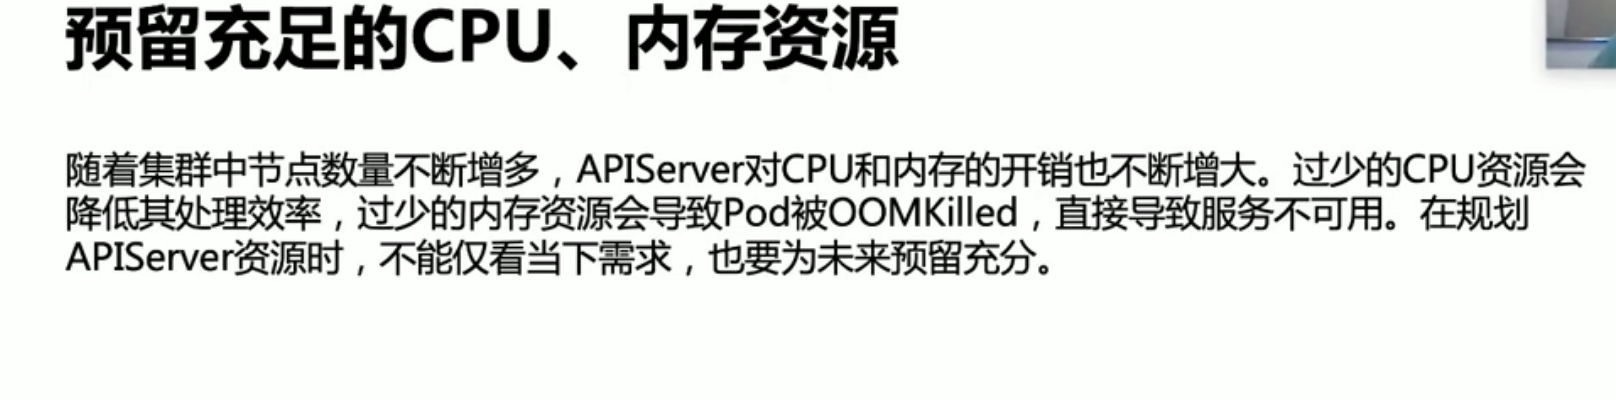 预留充足的CPU、内存资源
随着集群中节点数量不断增多，APIServer对CPU和内存的开销也不断增大。过少的CPU资源会
降低其处理效率，过少的内存资源会导致Pod被OOMKilled，直接导致服务不可用。在规划
APIServer资源时，不能仅看当下需求，也要为未来预留充分。